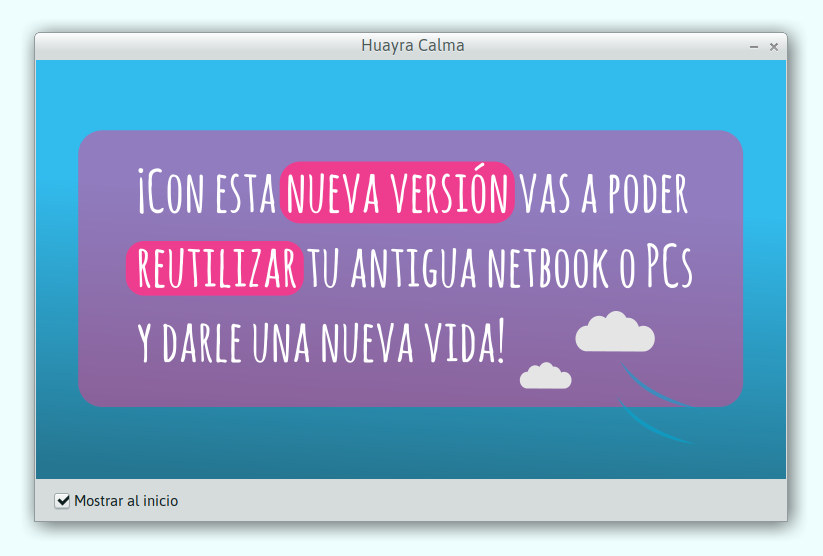 Huayra Calma
¡Con esta nueva versión vas a poder
reutilizar tu antigua netbook o PCs
y darle una nueva vida!
Mostrar al inicio